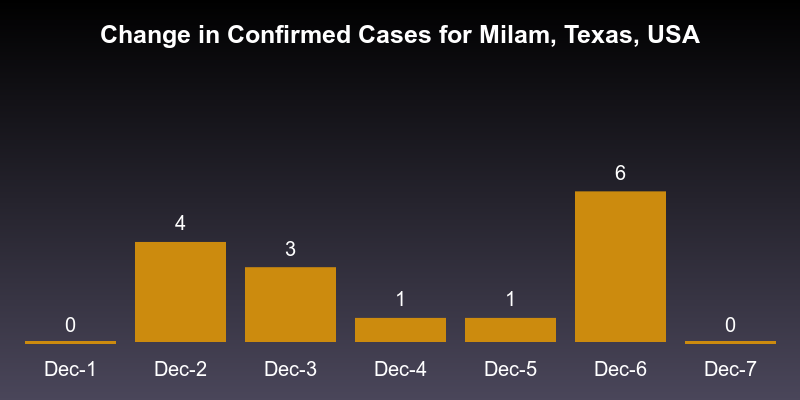 Change in Confirmed Cases for Milam, Texas, USA
6
4
3
1 1
0 0
Dec-1 Dec-2 Dec-3 Dec-4 Dec-5 Dec-6 Dec-7